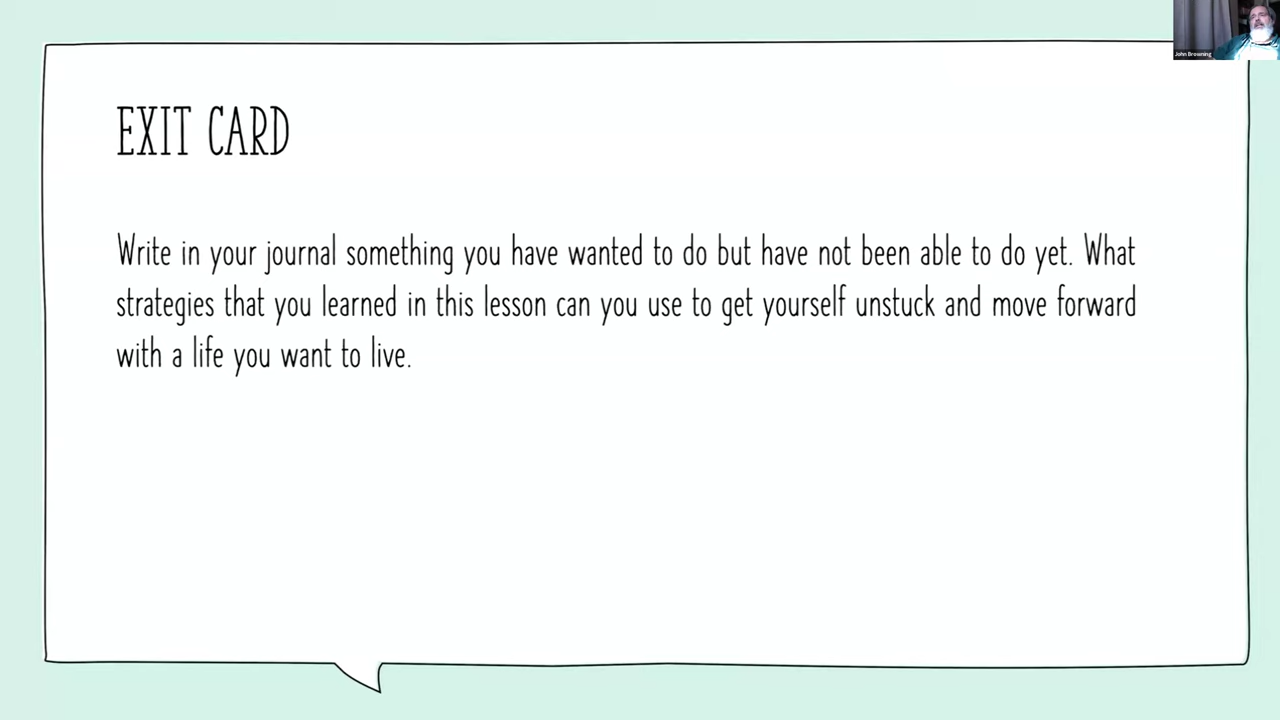 John Browning
EXIT CARD
Write in your journal something you have wanted to do but have not been able to do yet. What
strategies that you learned in this lesson can you use to get yourself unstuck and move forward
with a life you want to live.